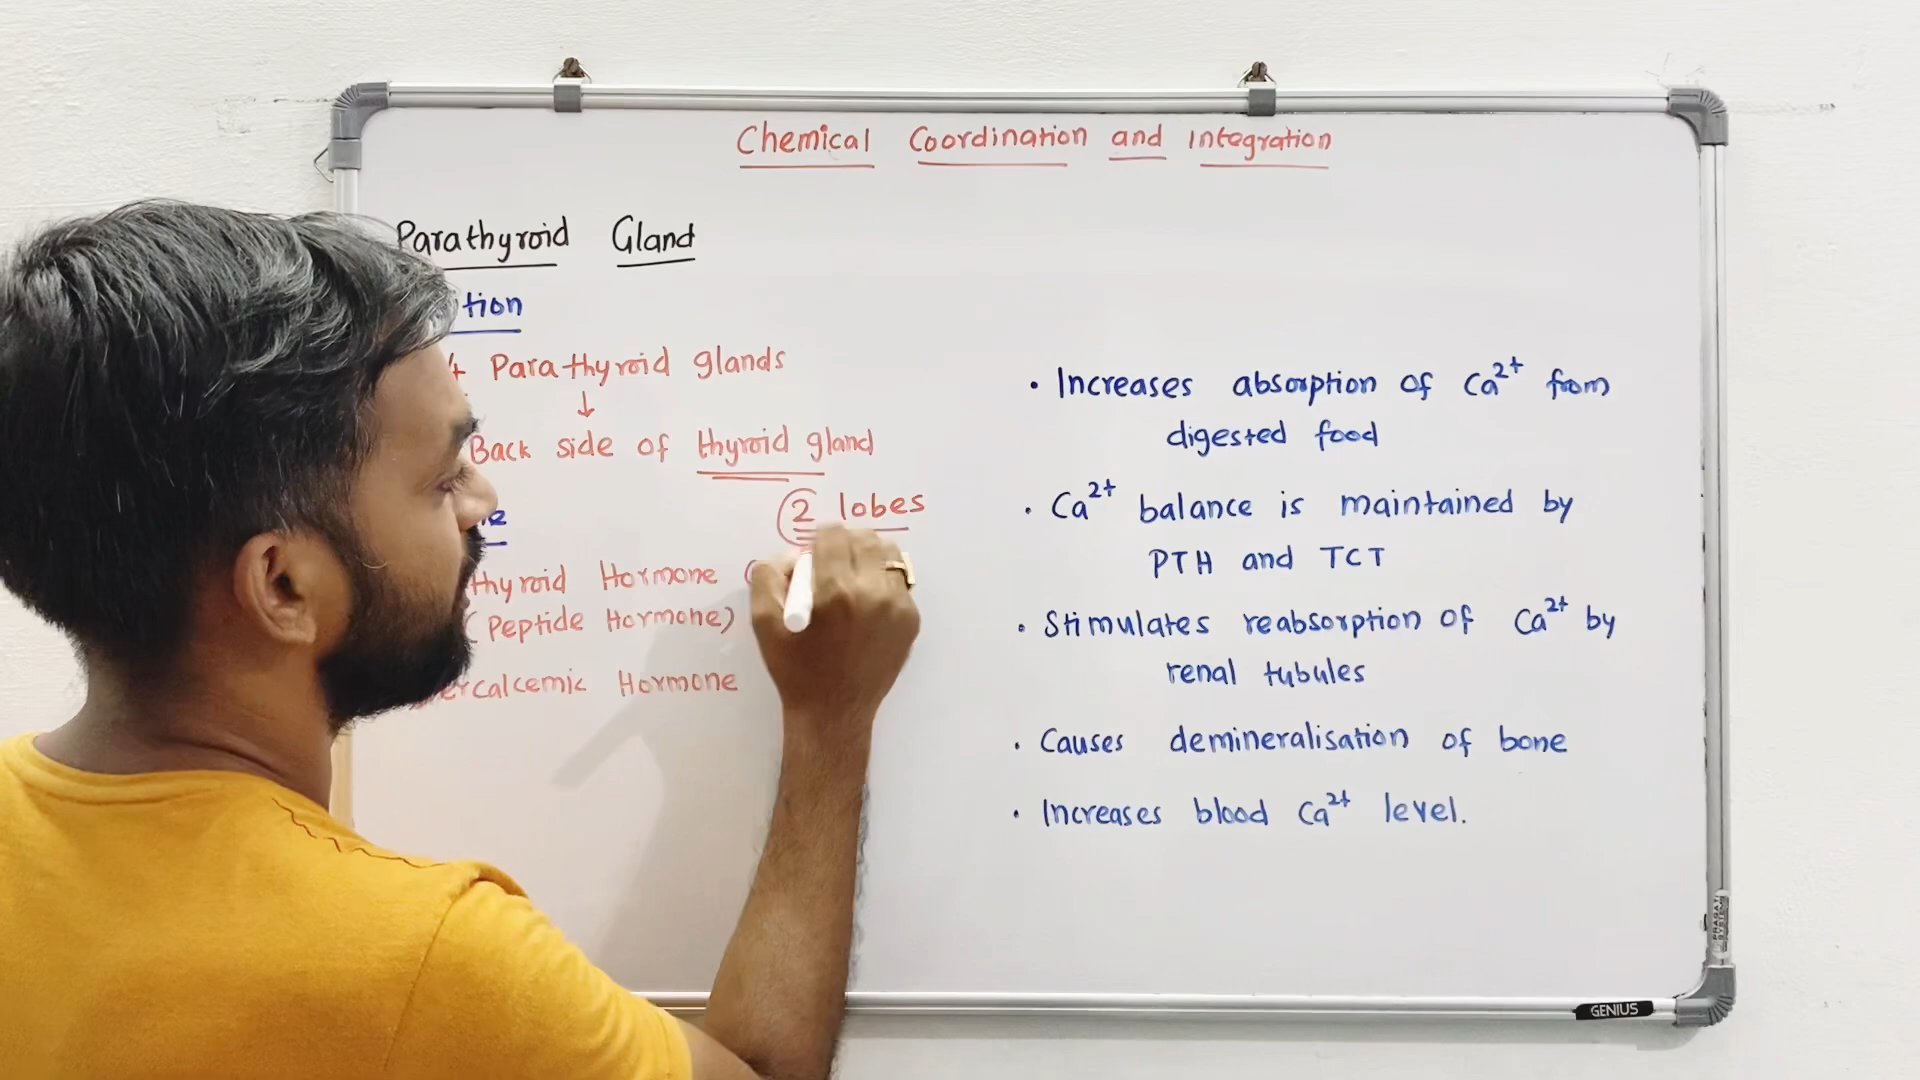 Chemical Coordination and Integration
Parathyroid Gland
tion
4 Parathyroid glands
↓
Back side of thyroid gland
2 lobes
thyroid Hormone (
(Peptide Hormone)
ercalcemic Hormone
• Increases absorption of Ca²⁺ from
digested food
• Ca²⁺ balance is maintained by
PTH and TCT
• Stimulates reabsorption of Ca²⁺ by
renal tubules
• Causes demineralisation of bone
• Increases blood Ca²⁺ level.
GENIUS